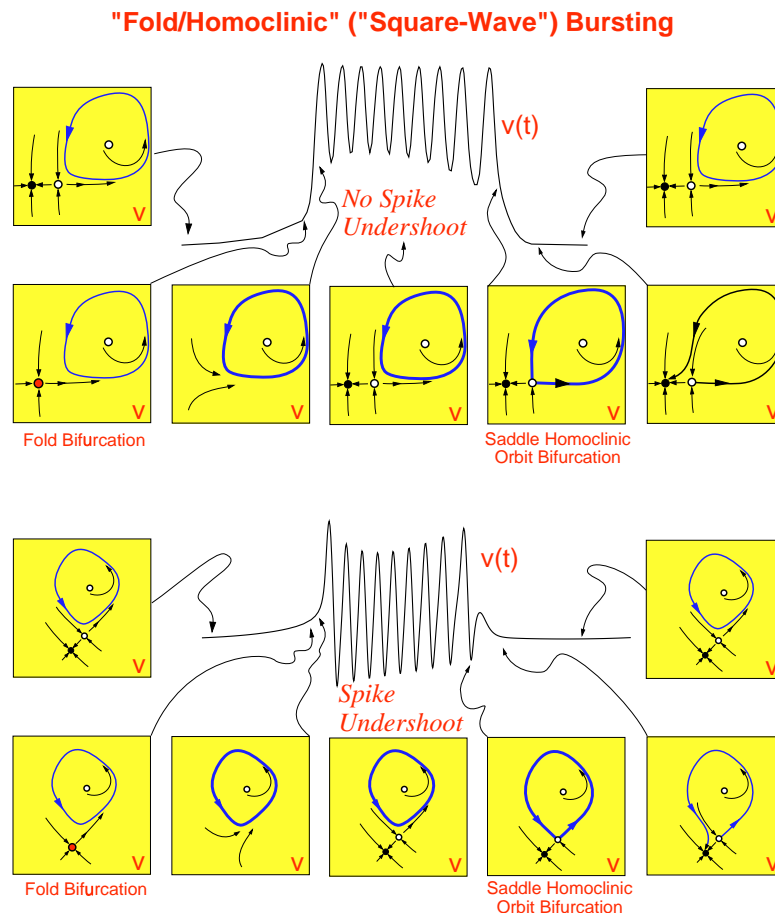 "Fold/Homoclinic" ("Square-Wave") Bursting
v(t)
V
V
No Spike
Undershoot
V
V
V
V
V
Fold Bifurcation
Saddle Homoclinic
Orbit Bifurcation
v(t)
V
V
Spike
Undershoot
V
V
V
V
V
Fold Bifurcation
Saddle Homoclinic
Orbit Bifurcation